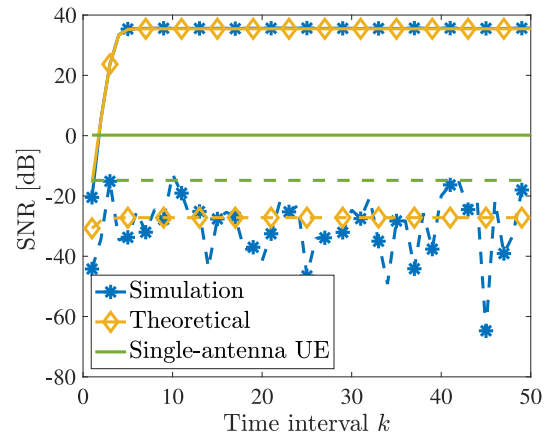 40
20
0
-20
-40
-60
-80
SNR [dB]
Simulation
Theoretical
Single-antenna UE
0 10 20 30 40 50
Time interval k